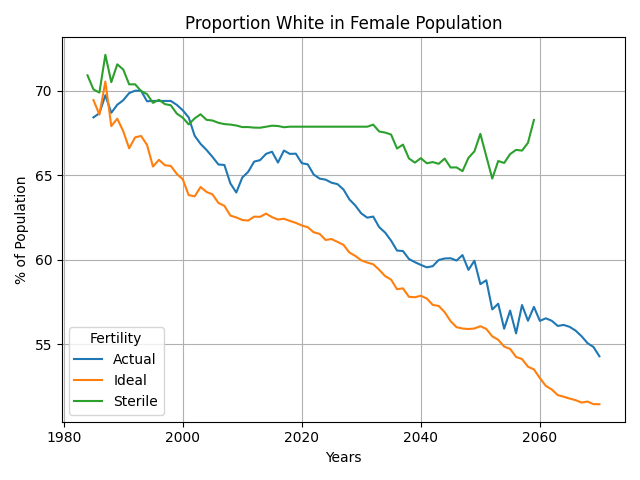 Proportion White in Female Population
% of Population
70
65
60
55
Fertility
Actual
Ideal
Sterile
1980
2000
2020
2040
2060
Years